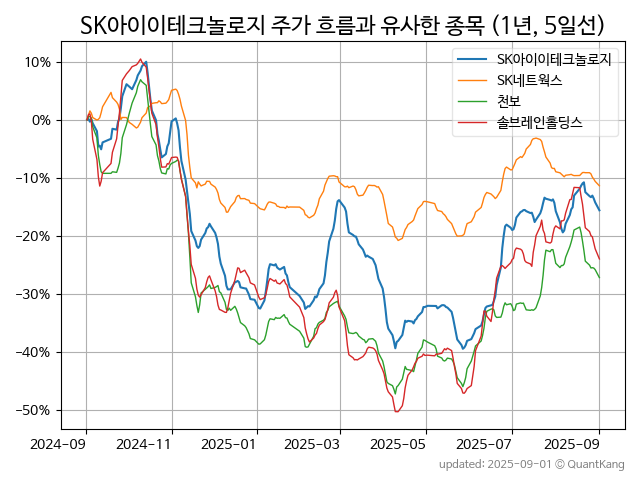 SK아이이테크놀로지 주가 흐름과 유사한 종목 (1년, 5일선)
SK아이이테크놀로지
SK네트웍스
천보
솔브레인홀딩스
10%
0%
−10%
−20%
−30%
−40%
−50%
2024-09
2024-11
2025-01
2025-03
2025-05
2025-07
2025-09
updated: 2025-09-01 © QuantKang